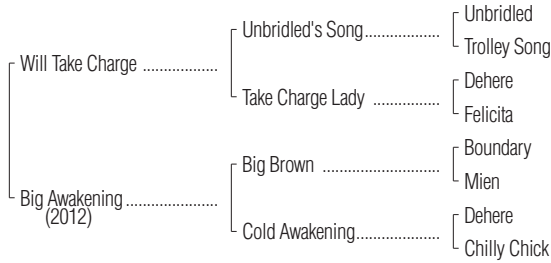 Unbridled
Unbridled's Song..................
Trolley Song
Will Take Charge ..................
Dehere
Take Charge Lady ................
Felicita
Boundary
Big Brown ............................
Mien
Big Awakening......................
(2012)
Dehere
Cold Awakening...................
Chilly Chick